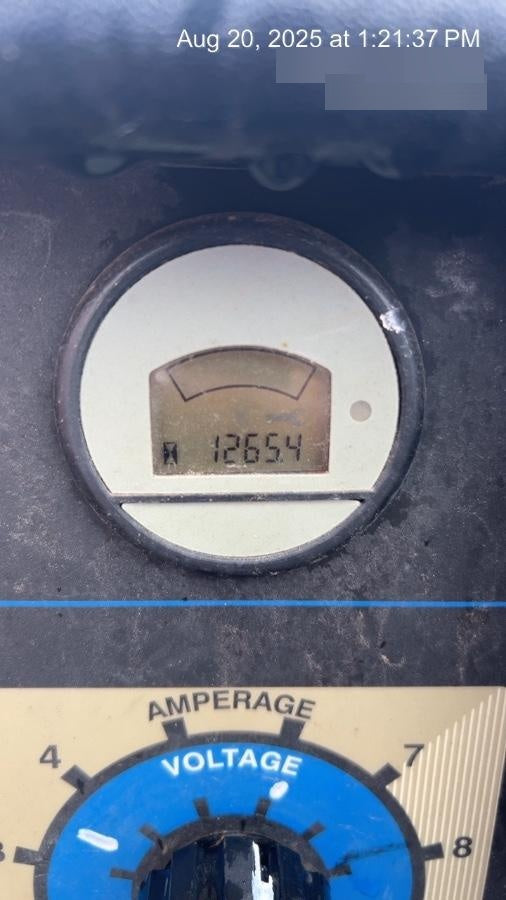 Aug 20, 2025 at 1:21:37 PM
1265.4
AMPERAGE
VOLTAGE
4
7
8